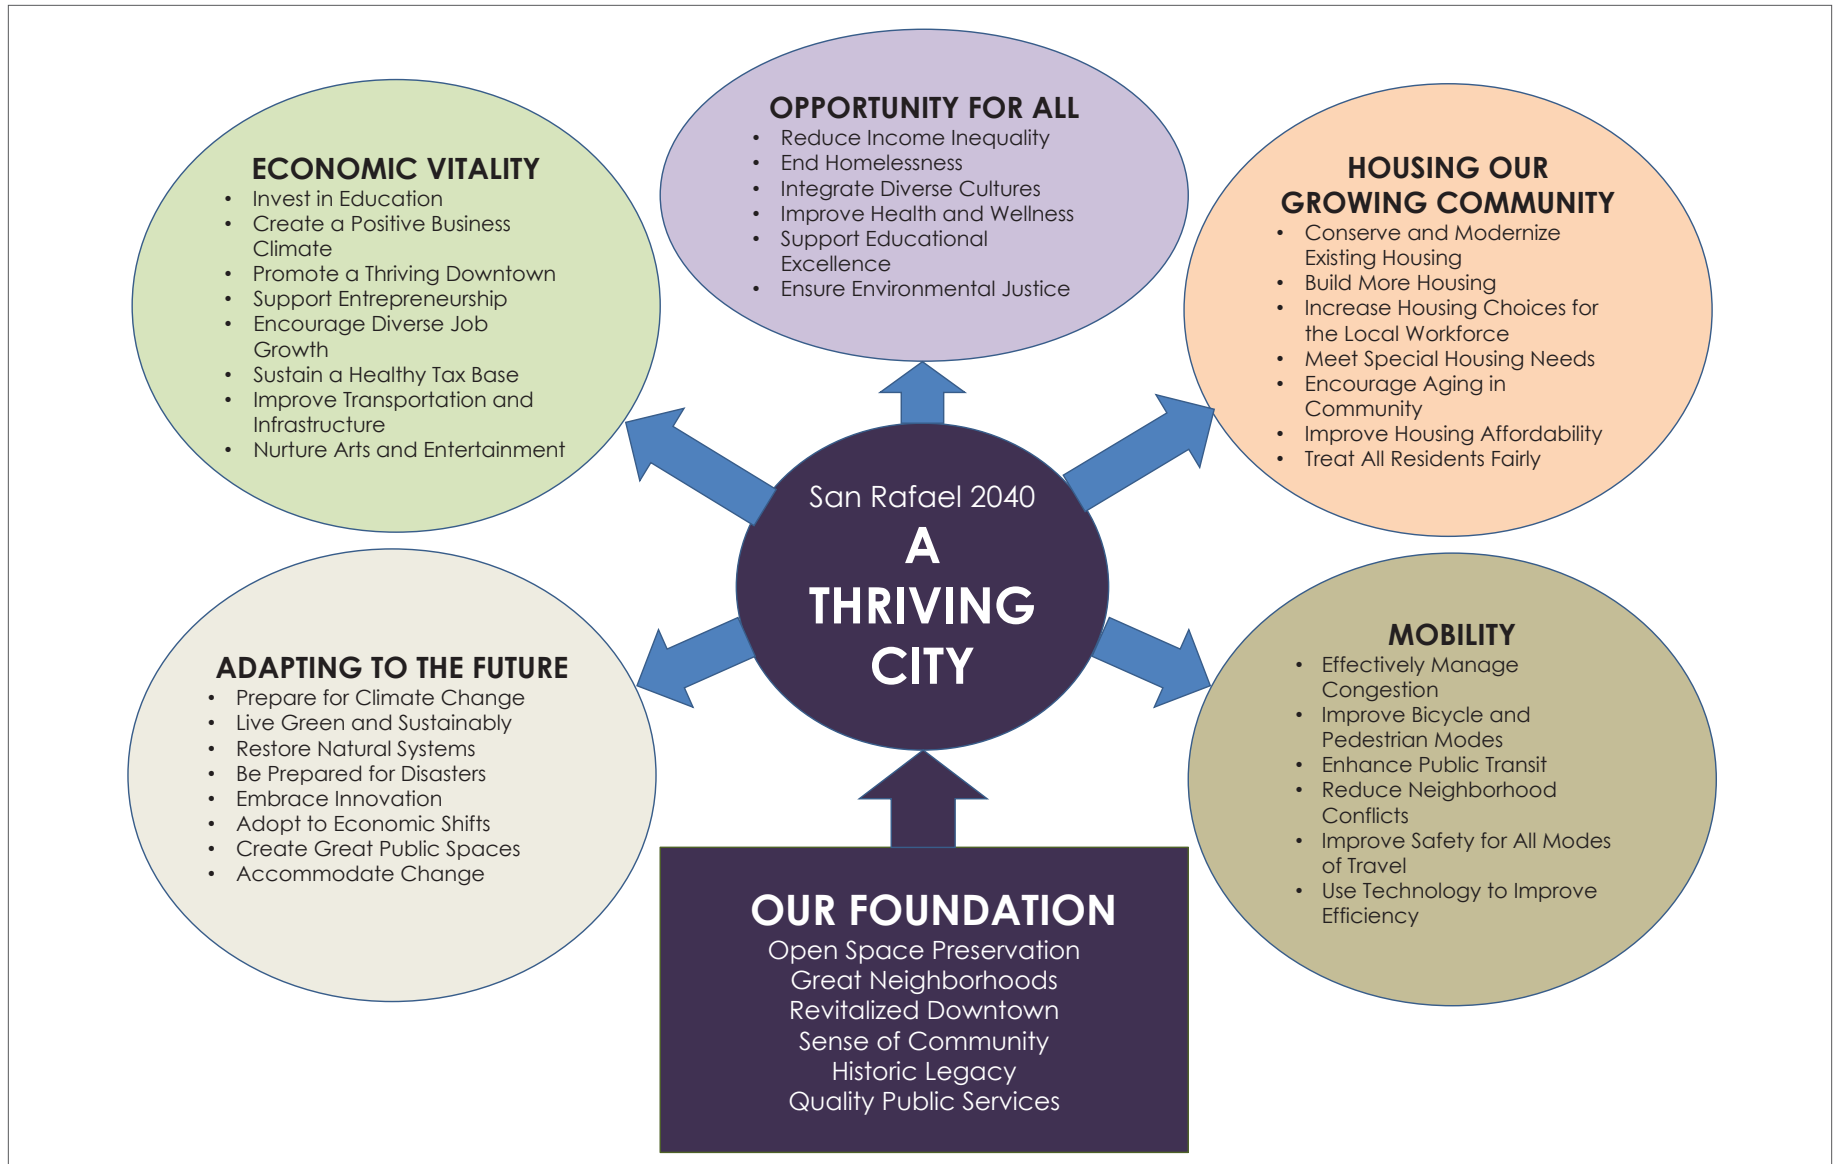 OPPORTUNITY FOR ALL
• Reduce Income Inequality
• End Homelessness
• Integrate Diverse Cultures
• Improve Health and Wellness
• Support Educational
Excellence
• Ensure Environmental Justice
ECONOMIC VITALITY
• Invest in Education
• Create a Positive Business
Climate
• Promote a Thriving Downtown
• Support Entrepreneurship
• Encourage Diverse Job
Growth
• Sustain a Healthy Tax Base
• Improve Transportation and
Infrastructure
• Nurture Arts and Entertainment
HOUSING OUR
GROWING COMMUNITY
• Conserve and Modernize
Existing Housing
• Build More Housing
• Increase Housing Choices for
the Local Workforce
• Meet Special Housing Needs
• Encourage Aging in
Community
• Improve Housing Affordability
• Treat All Residents Fairly
San Rafael 2040
A
THRIVING
CITY
ADAPTING TO THE FUTURE
• Prepare for Climate Change
• Live Green and Sustainably
• Restore Natural Systems
• Be Prepared for Disasters
• Embrace Innovation
• Adopt to Economic Shifts
• Create Great Public Spaces
• Accommodate Change
MOBILITY
• Effectively Manage
Congestion
• Improve Bicycle and
Pedestrian Modes
• Enhance Public Transit
• Reduce Neighborhood
Conflicts
• Improve Safety for All Modes
of Travel
• Use Technology to Improve
Efficiency
OUR FOUNDATION
Open Space Preservation
Great Neighborhoods
Revitalized Downtown
Sense of Community
Historic Legacy
Quality Public Services